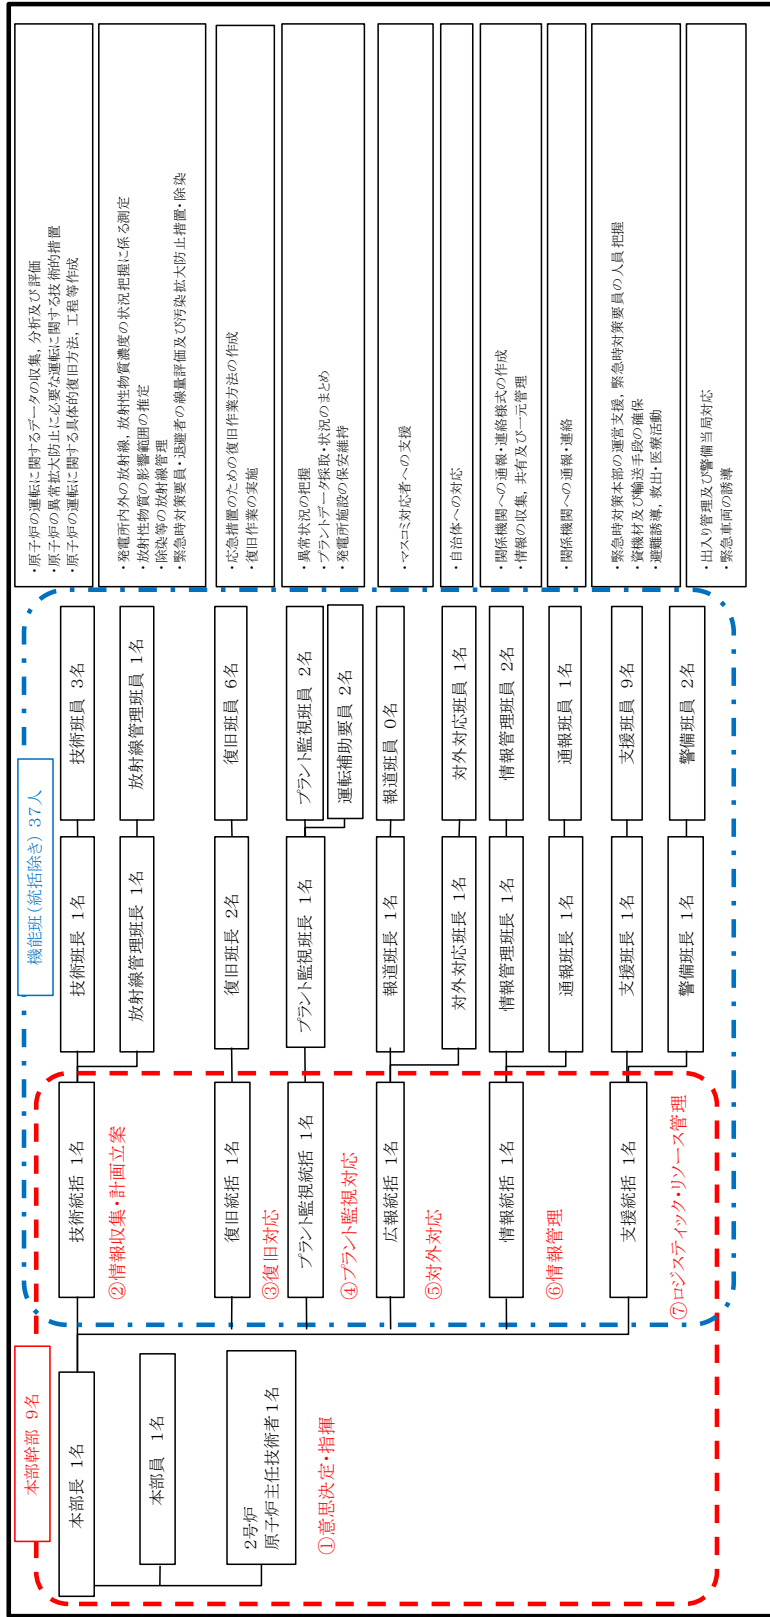 本部幹部 9名
機能班(統括除き) 37人
本部長 1名
本部員 1名
2号炉
原子炉主任技術者1名
①意思決定・指揮
技術統括 1名
②情報収集・計画立案
技術班長 1名
技術班員 3名
・原子炉の運転に関するデータの収集, 分析及び評価
・原子炉の異常拡大防止に必要な運転に関する技術的措置
・原子炉の運転に関する具体的復旧方法, 工程等作成
放射線管理班長 1名
放射線管理班員 1名
・発電所内外の放射線, 放射性物質濃度の状況把握に係る測定
・放射性物質の影響範囲の推定
・除染等の放射線管理
・緊急時対策要員・退避者の線量評価及び汚染拡大防止措置・除染
復旧統括 1名
③復旧対応
復旧班長 2名
復旧班員 6名
・応急措置のための復旧作業方法の作成
・復旧作業の実施
プラント監視統括 1名
④プラント監視対応
プラント監視班長 1名
プラント監視班員 2名
運転補助要員 2名
・異常状況の把握
・プラントデータ採取・状況のまとめ
・発電所施設の保安維持
広報統括 1名
⑤対外対応
報道班長 1名
報道班員 0名
・マスコミ対応者への支援
対外対応班長 1名
対外対応班員 1名
・自治体への対応
情報統括 1名
⑥情報管理
情報管理班長 1名
情報管理班員 2名
・関係機関への通報・連絡様式の作成
・情報の収集, 共有及び一元管理
通報班長 1名
通報班員 1名
・関係機関への通報・連絡
支援統括 1名
⑦ロジスティック・リソース管理
支援班長 1名
支援班員 9名
・緊急時対策本部の運営支援, 緊急時対策要員の人員把握
・資機材及び輸送手段の確保
・避難誘導, 救出・医療活動
警備班長 1名
警備班員 2名
・出入り管理及び警備当局対応
・緊急車両の誘導